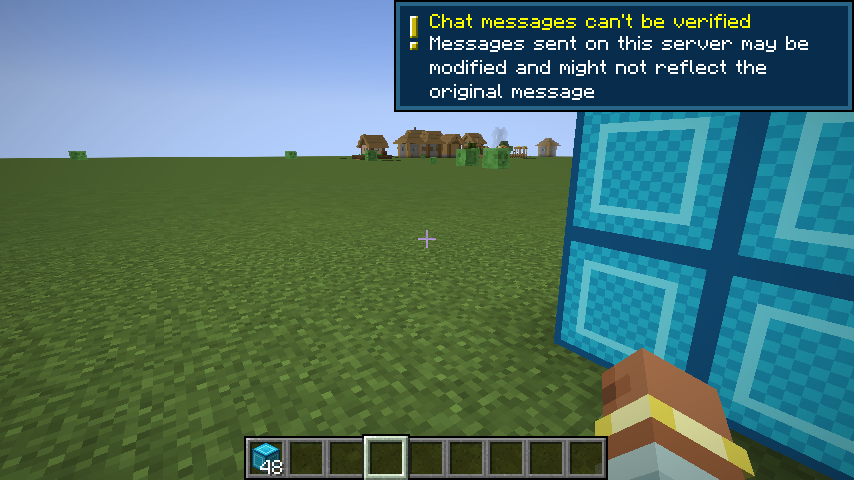 Chat messages can't be verified
Messages sent on this server may be
modified and might not reflect the
original message
48